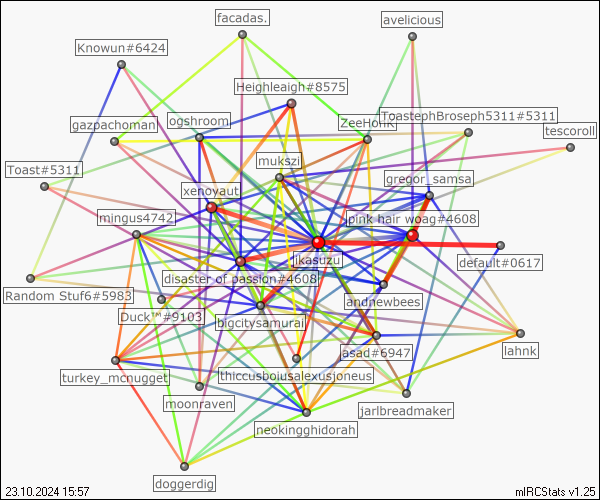 facadas.
avelicious
Knowun#6424
Heighleaigh#8575
ToastephBroseph5311#5311
ogshroom
ZeeHonk
gazpachoman
tescoroll
mukszi
Toast#5311
gregor_samsa
xenoyaut
mingus4742
pink hair woag#4608
jkasuzu
default#0617
disaster of passion#4608
Random Stuf6#5983
andnewbees
Duck™#9103
bigcitysamurai
lahnk
asad#6947
turkey_mcnugget
thiccusboiusalexusjoneus
moonraven
jarlbreadmaker
neokingghidorah
doggerdig
23.10.2024 15:57
mIRCStats v1.25